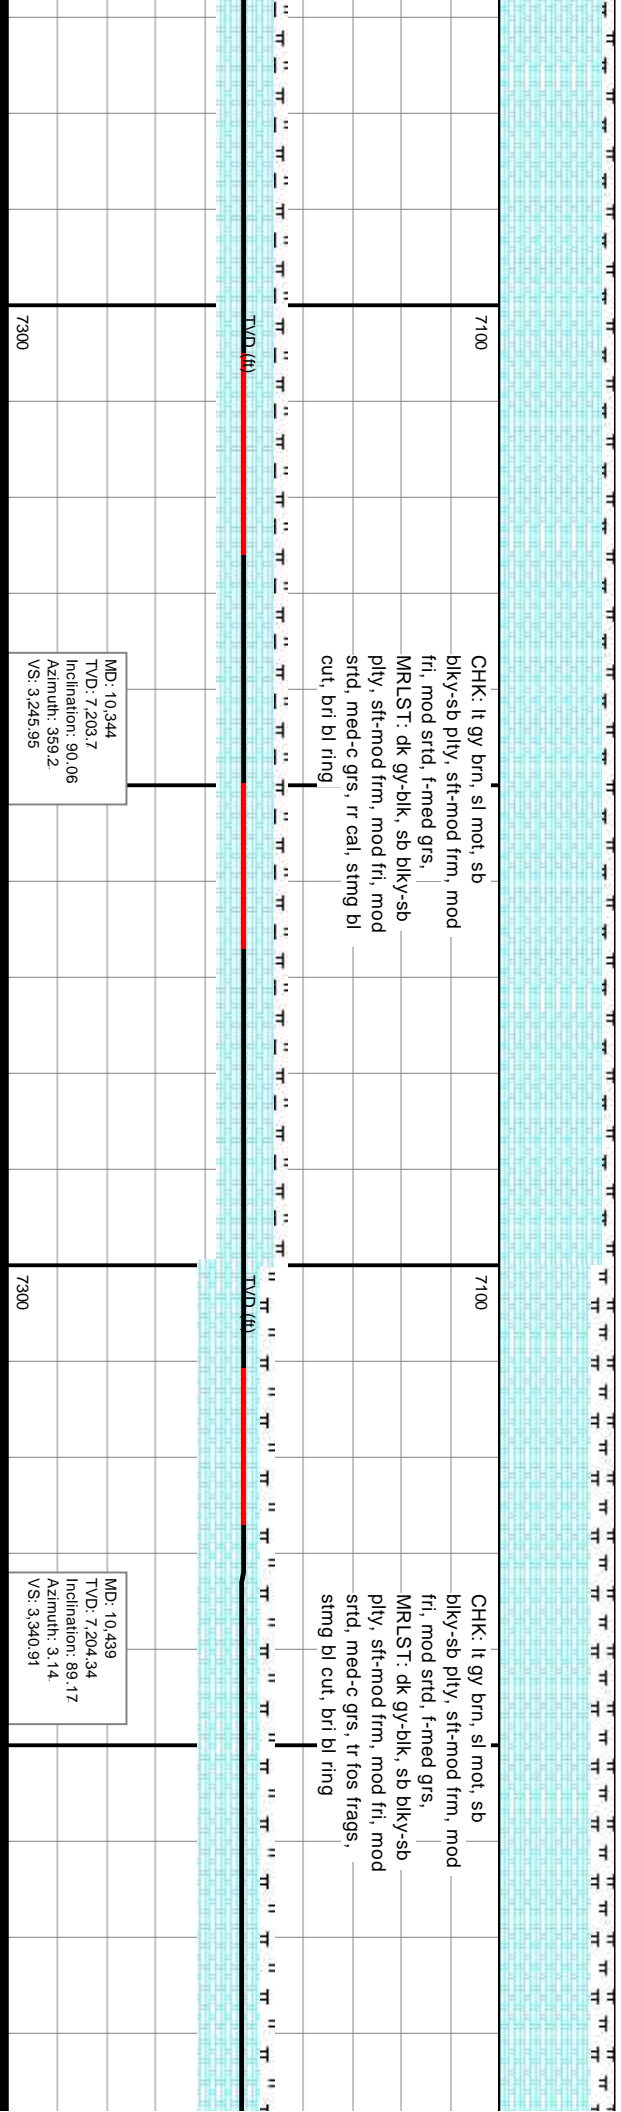 7100
TVD (ft)
7300
CHK: lt gy brn, sl mot, sb
blky-sb plty, sft-mod frm, mod
fri, mod srtd, f-med grs,
MRLST: dk gy-blk, sb blky-sb
plty, sft-mod frm, mod fri, mod
srtd, med-c grs, rr cal, stmg bl
cut, bri bl ring
MD: 10,344
TVD: 7,203.7
Inclination: 90.06
Azimuth: 359.2
VS: 3,245.95
7100
TVD (ft)
7300
CHK: lt gy brn, sl mot, sb
blky-sb plty, sft-mod frm, mod
fri, mod srtd, f-med grs,
MRLST: dk gy-blk, sb blky-sb
plty, sft-mod frm, mod fri, mod
srtd, med-c grs, tr fos frags,
stmg bl cut, bri bl ring
MD: 10,439
TVD: 7,204.34
Inclination: 89.17
Azimuth: 3.14
VS: 3,340.91